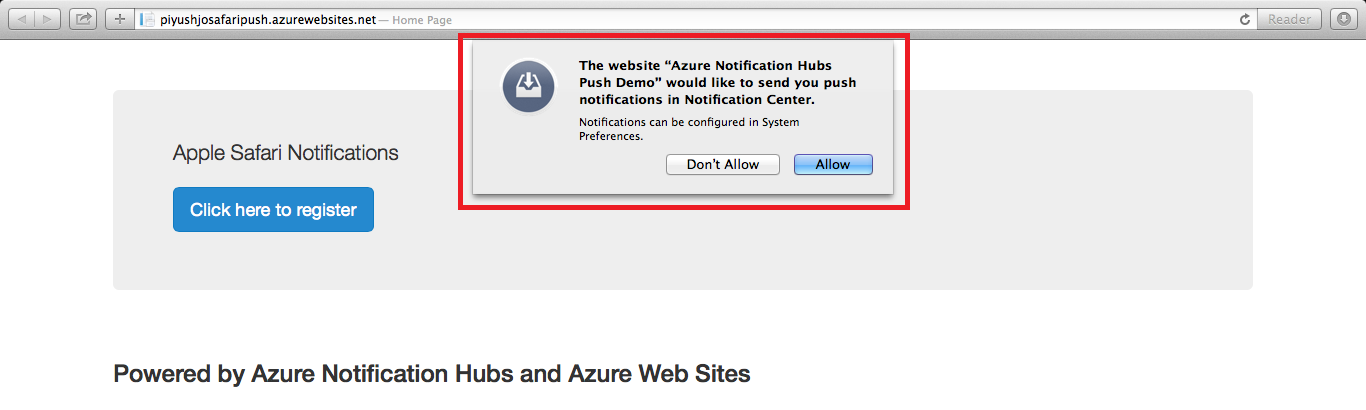 piyushjosafaripush.azurewebsites.net — Home Page
Reader
The website “Azure Notification Hubs
Push Demo” would like to send you push
notifications in Notification Center.
Notifications can be configured in System
Preferences.
Don't Allow
Allow
Apple Safari Notifications
Click here to register
Powered by Azure Notification Hubs and Azure Web Sites